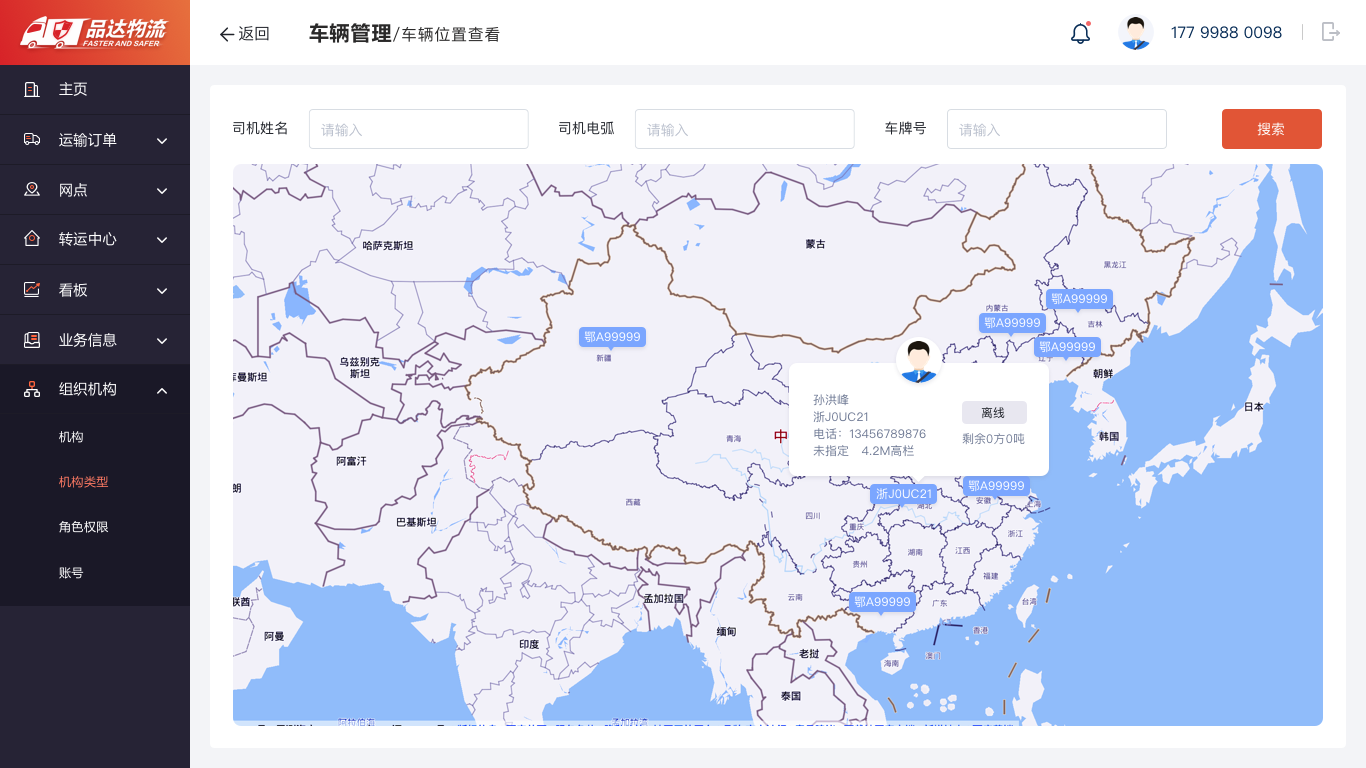 品达物流
FASTER AND SAFER
返回
车辆管理/车辆位置查看
177 9988 0098
主页
运输订单
网点
转运中心
看板
业务信息
组织机构
机构
机构类型
角色权限
账号
司机姓名
请输入
司机电弧
请输入
车牌号
请输入
搜索
哈萨克斯坦
蒙古
黑龙江
鄂A99999
内蒙古
鄂A99999
吉林
鄂A99999
新疆
鄂A99999
乌兹别克
斯坦
库曼斯坦
朝鲜
日本
韩国
孙洪峰
浙J0UC21
电话：13456789876
未指定 4.2M高栏
离线
剩余0方0吨
青海
中
阿富汗
朗
西藏
巴基斯坦
浙J0UC21
鄂A99999
安徽
湖北
上海
四川
重庆
浙江
湖南
江西
贵州
福建
云南
鄂A99999
广东
台湾
香港
澳门
海南
联酋
阿曼
孟加拉国
缅甸
印度
老挝
泰国
阿拉伯海
孟加拉湾